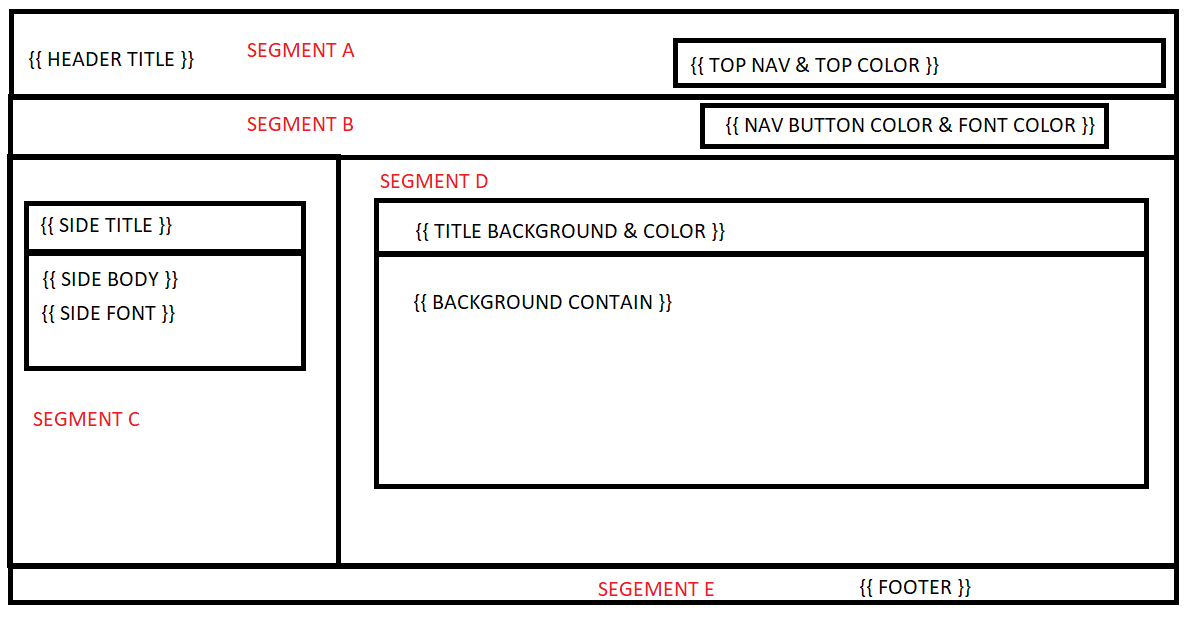 {{ HEADER TITLE }}
SEGMENT A
{{ TOP NAV & TOP COLOR }}
SEGMENT B
{{ NAV BUTTON COLOR & FONT COLOR }}
SEGMENT D
{{ SIDE TITLE }}
{{ SIDE BODY }}
{{ SIDE FONT }}
SEGMENT C
{{ TITLE BACKGROUND & COLOR }}
{{ BACKGROUND CONTAIN }}
SEGEMENT E
{{ FOOTER }}